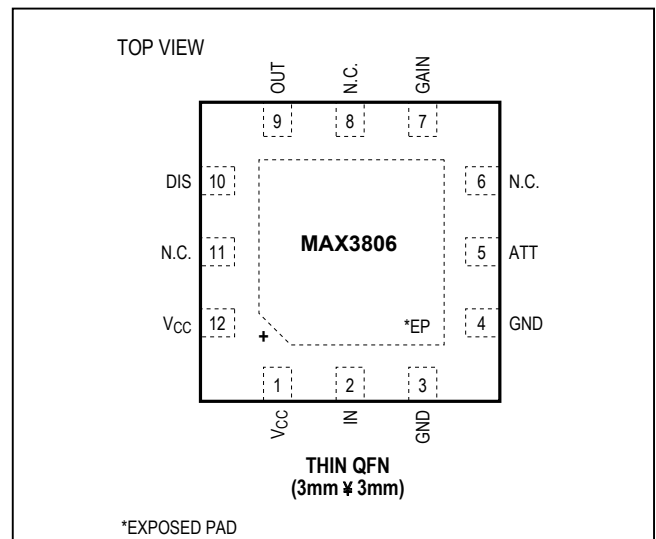 TOP VIEW
OUT
N.C.
GAIN
9
8
7
DIS 10
6 N.C.
MAX3806
N.C. 11
5 ATT
VCC 12
*EP
4 GND
+
1
2
3
VCC
IN
GND
THIN QFN
(3mm ¥ 3mm)
*EXPOSED PAD